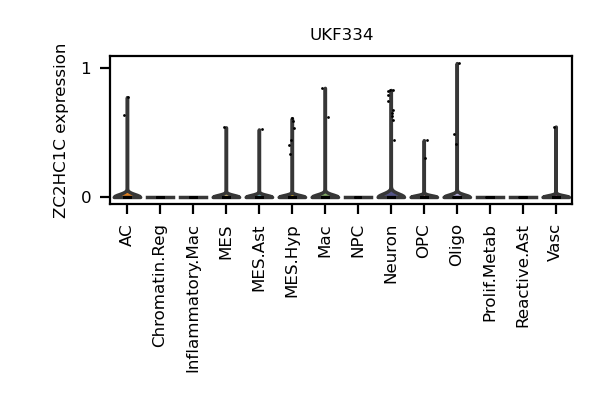 UKF334
ZC2HC1C expression
1
0
AC
Chromatin.Reg
Inflammatory.Mac
MES
MES.Ast
MES.Hyp
Mac
NPC
Neuron
OPC
Oligo
Prolif.Metab
Reactive.Ast
Vasc